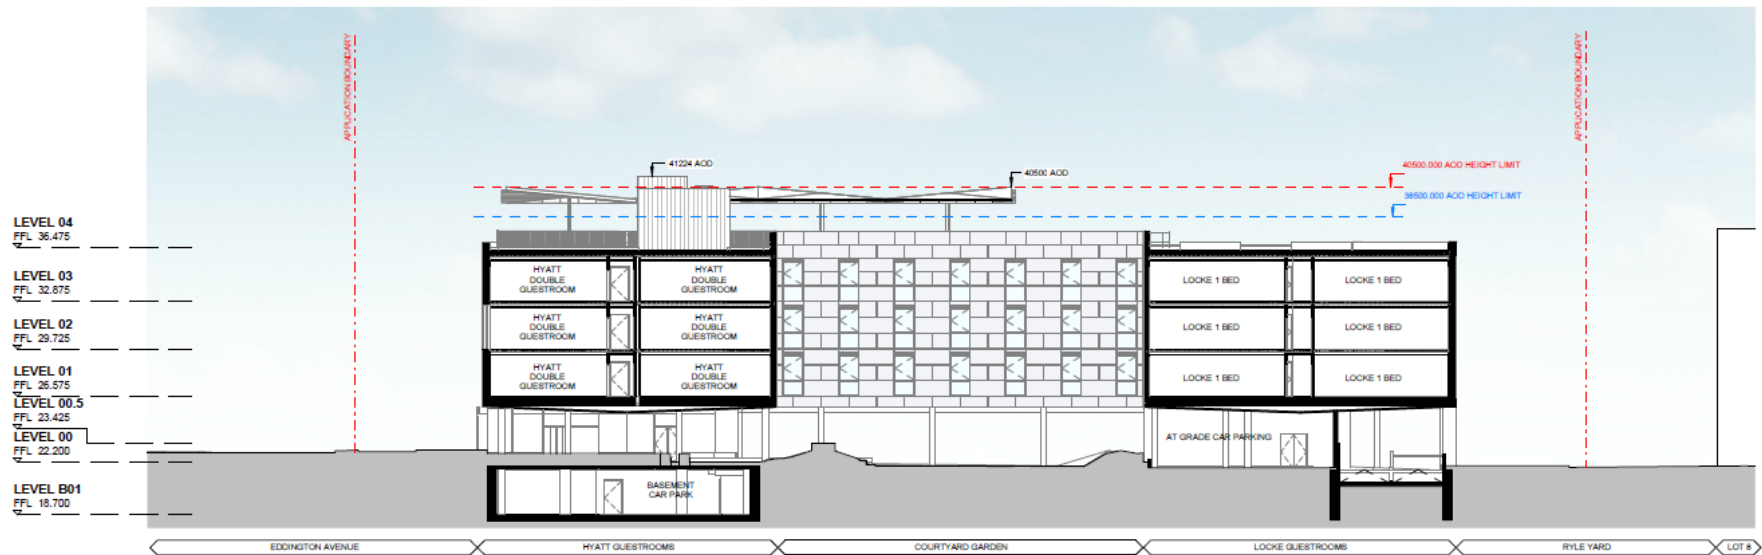 APPLICATION BOUNDARY
APPLICATION BOUNDARY
41224 AOD
40500 AOD
40500.000 AOD HEIGHT LIMIT
38500.000 AOD HEIGHT LIMIT
LEVEL 04
FFL 36.475
LEVEL 03
FFL 32.875
LEVEL 02
FFL 29.725
LEVEL 01
FFL 26.575
LEVEL 00.5
FFL 23.425
LEVEL 00
FFL 22.200
LEVEL B01
FFL 18.700
HYATT
DOUBLE
GUESTROOM
HYATT
DOUBLE
GUESTROOM
LOCKE 1 BED
LOCKE 1 BED
HYATT
DOUBLE
GUESTROOM
HYATT
DOUBLE
GUESTROOM
LOCKE 1 BED
LOCKE 1 BED
HYATT
DOUBLE
GUESTROOM
HYATT
DOUBLE
GUESTROOM
LOCKE 1 BED
LOCKE 1 BED
AT GRADE CAR PARKING
BASEMENT
CAR PARK
EDDINGTON AVENUE
HYATT GUESTROOMS
COURTYARD GARDEN
LOCKE GUESTROOMS
RYLE YARD
LOT 8